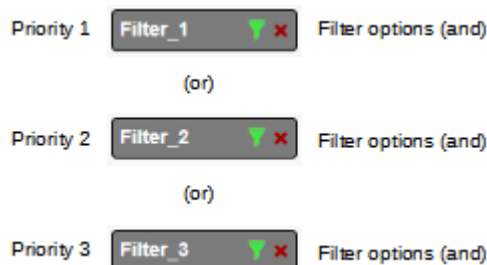 Priority 1 Filter_1 Filter options (and)
(or)
Priority 2 Filter_2 Filter options (and)
(or)
Priority 3 Filter_3 Filter options (and)